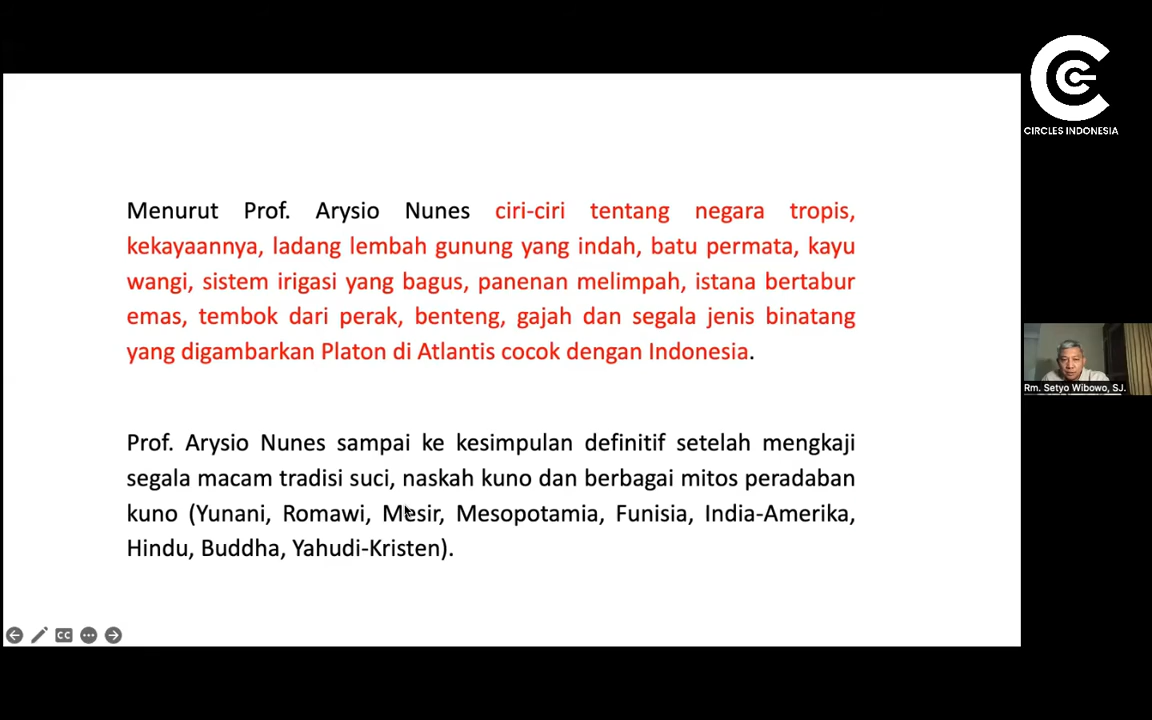 CIRCLES INDONESIA
Menurut Prof. Arysio Nunes ciri-ciri tentang negara tropis,
kekayaannya, ladang lembah gunung yang indah, batu permata, kayu
wangi, sistem irigasi yang bagus, panenan melimpah, istana bertabur
emas, tembok dari perak, benteng, gajah dan segala jenis binatang
yang digambarkan Platon di Atlantis cocok dengan Indonesia.
Prof. Arysio Nunes sampai ke kesimpulan definitif setelah mengkaji
segala macam tradisi suci, naskah kuno dan berbagai mitos peradaban
kuno (Yunani, Romawi, Mesir, Mesopotamia, Funisia, India-Amerika,
Hindu, Buddha, Yahudi-Kristen).
Rm. Setyo Wibowo, SJ.
CC